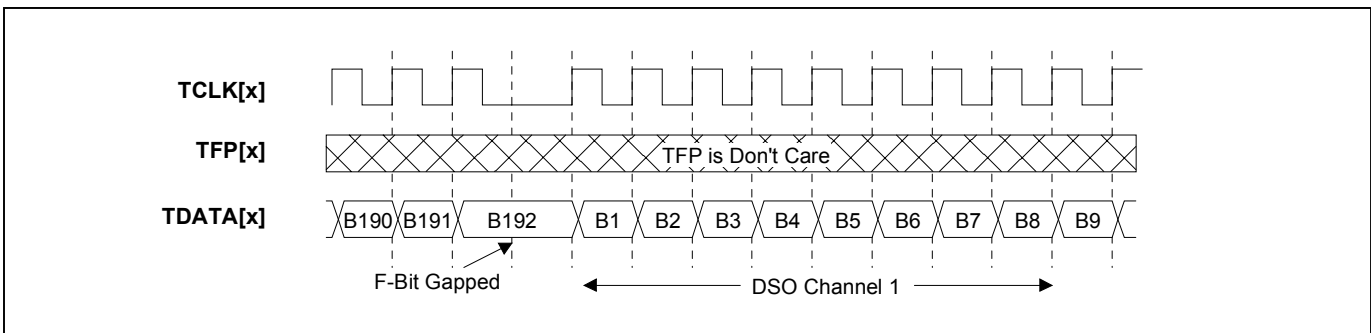 TCLK[x]
TFP[x]
TFP is Don't Care
TDATA[x]
B190 B191 B192 B1 B2 B3 B4 B5 B6 B7 B8 B9
F-Bit Gapped
DSO Channel 1